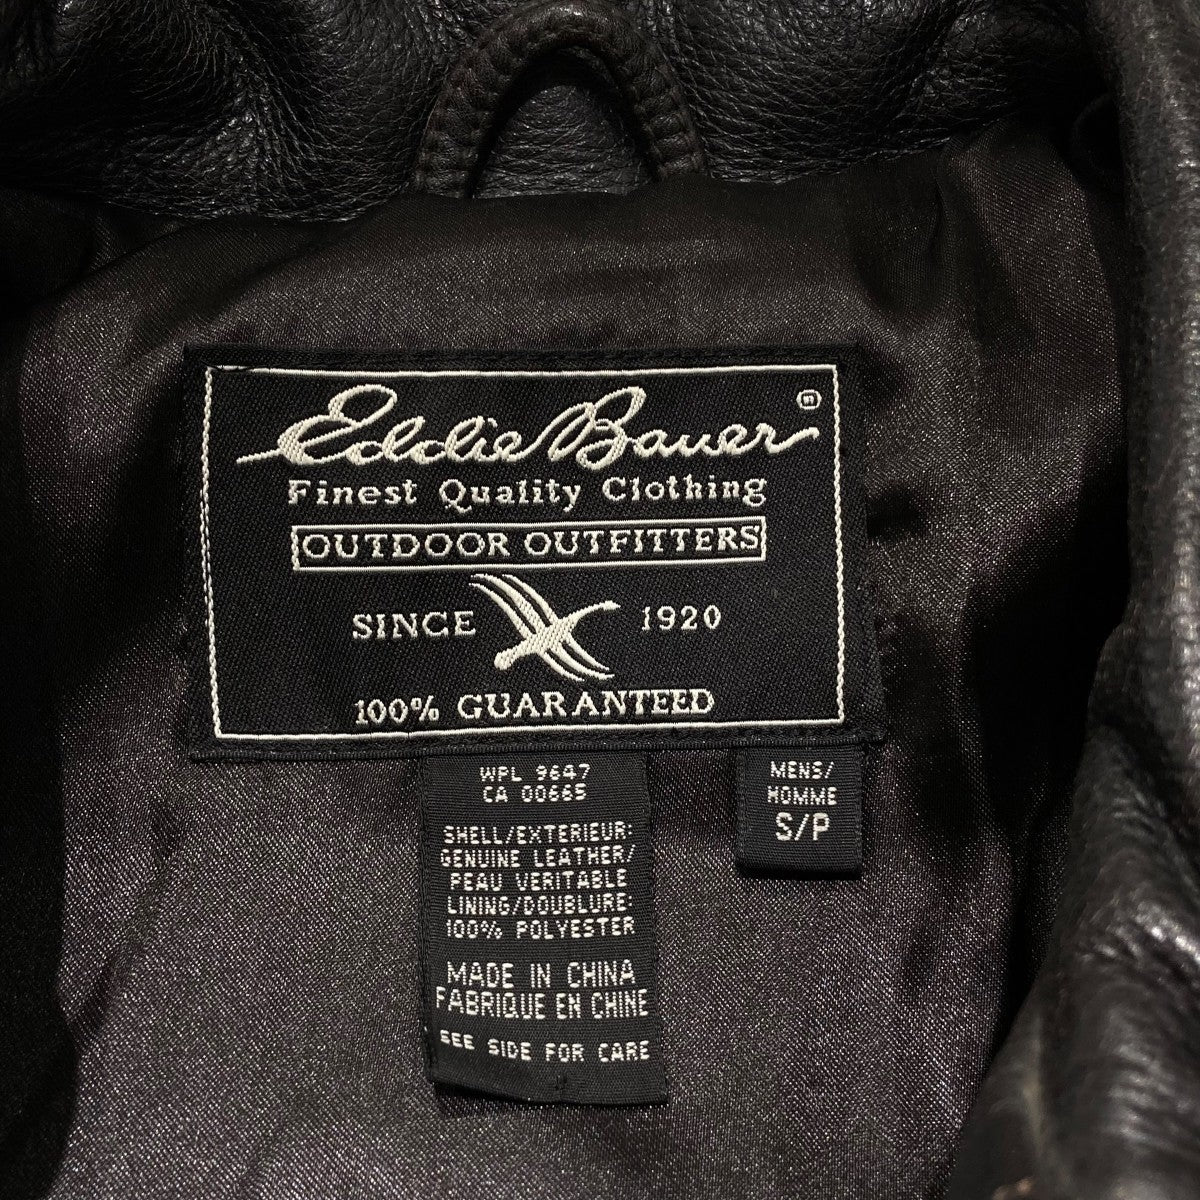 Eddie Bauer®
Finest Quality Clothing
OUTDOOR OUTFITTERS
SINCE 1920
100% GUARANTEED
WPL 9647
CA 00665
SHELL/EXTERIEUR:
GENUINE LEATHER/
PEAU VERITABLE
LINING/DOUBLURE:
100% POLYESTER
MADE IN CHINA
FABRIQUE EN CHINE
SEE SIDE FOR CARE
MENS/
HOMME
S/P